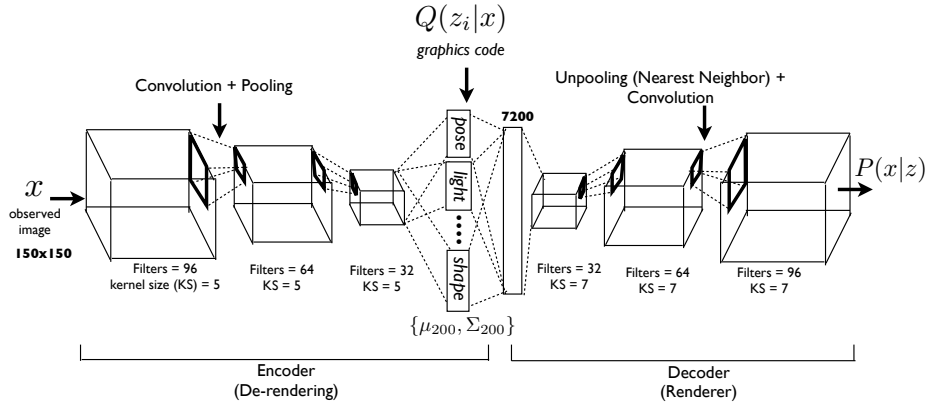 Q(z_i|x)
graphics code
Convolution + Pooling
Unpooling (Nearest Neighbor) +
Convolution
7200
pose
light
shape
x
observed
image
150x150
P(x|z)
Filters = 96
kernel size (KS) = 5
Filters = 64
KS = 5
Filters = 32
KS = 5
{μ200, Σ200}
Filters = 32
KS = 7
Filters = 64
KS = 7
Filters = 96
KS = 7
Encoder
(De-rendering)
Decoder
(Renderer)